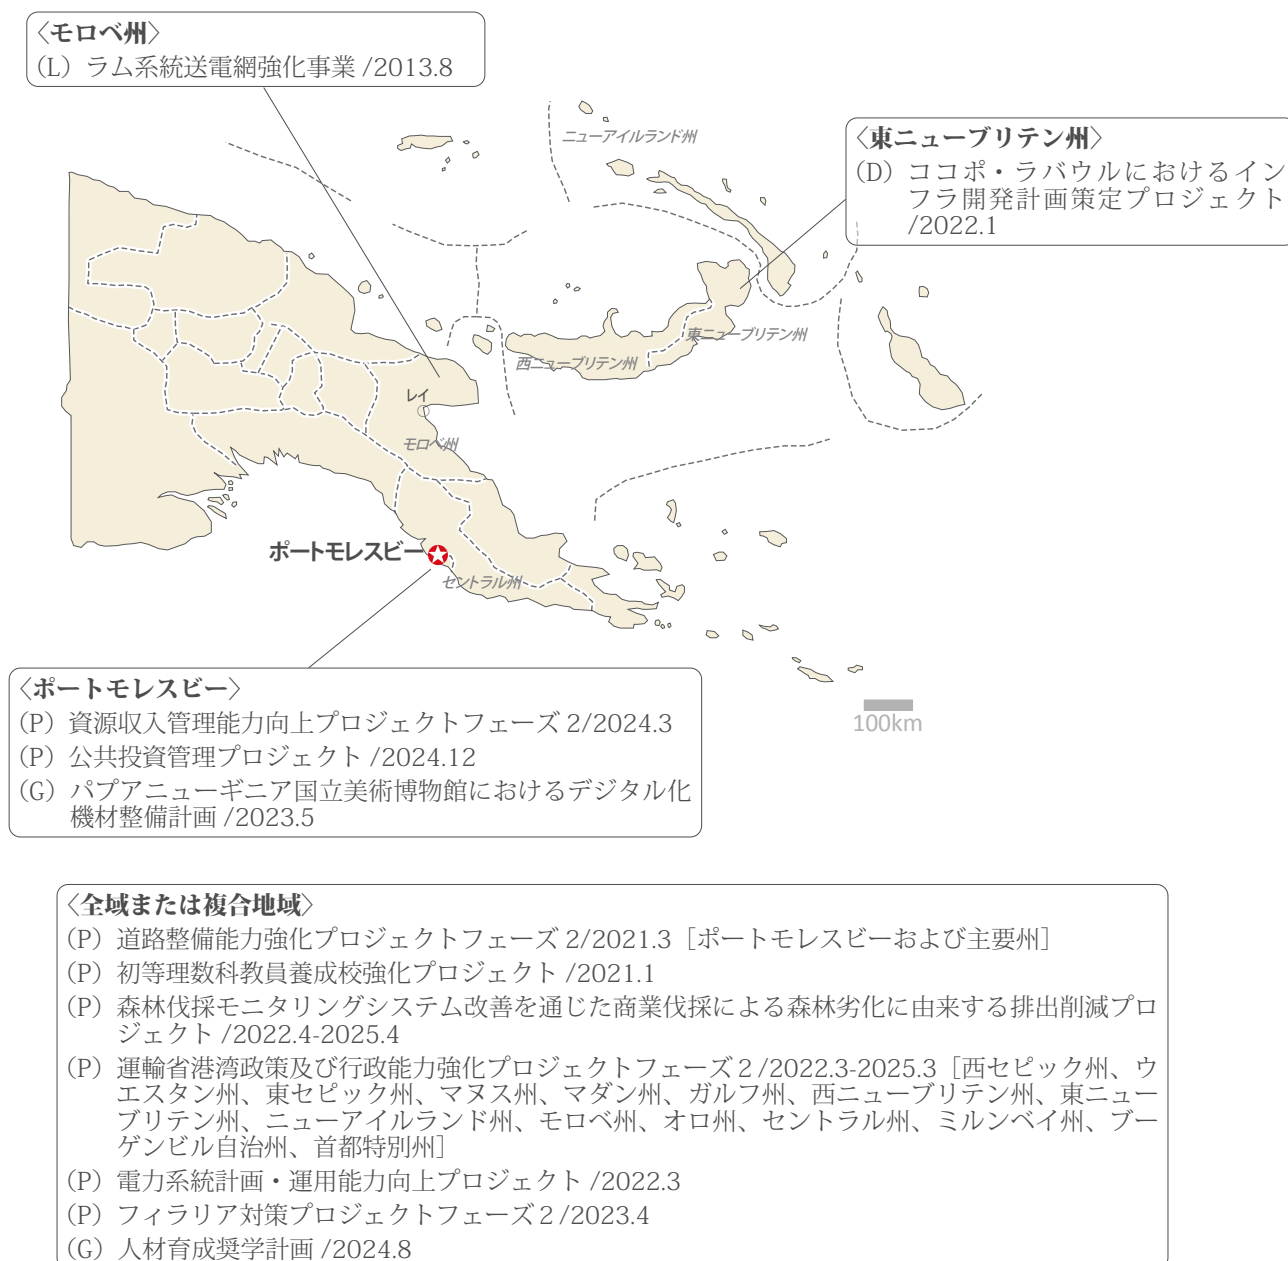 〈モロベ州〉
(L) ラム系統送電網強化事業 /2013.8
ニューアイルランド州
〈東ニューブリテン州〉
(D) ココポ・ラバウルにおけるイン
フラ開発計画策定プロジェクト
/2022.1
東ニューブリテン州
西ニューブリテン州
レイ
モロベ州
ポートモレスビー
セントラル州
〈ポートモレスビー〉
(P) 資源収入管理能力向上プロジェクトフェーズ 2/2024.3
(P) 公共投資管理プロジェクト /2024.12
(G) パプアニューギニア国立美術博物館におけるデジタル化
機材整備計画 /2023.5
100km
〈全域または複合地域〉
(P) 道路整備能力強化プロジェクトフェーズ 2/2021.3［ポートモレスビーおよび主要州］
(P) 初等理数科教員養成校強化プロジェクト /2021.1
(P) 森林伐採モニタリングシステム改善を通じた商業伐採による森林劣化に由来する排出削減プロ
ジェクト /2022.4-2025.4
(P) 運輸省港湾政策及び行政能力強化プロジェクトフェーズ２/2022.3-2025.3［西セピック州、ウ
エスタン州、東セピック州、マヌス州、マダン州、ガルフ州、西ニューブリテン州、東ニュー
ブリテン州、ニューアイルランド州、モロベ州、オロ州、セントラル州、ミルンベイ州、ブー
ゲンビル自治州、首都特別州］
(P) 電力系統計画・運用能力向上プロジェクト /2022.3
(P) フィラリア対策プロジェクトフェーズ２/2023.4
(G) 人材育成奨学計画 /2024.8